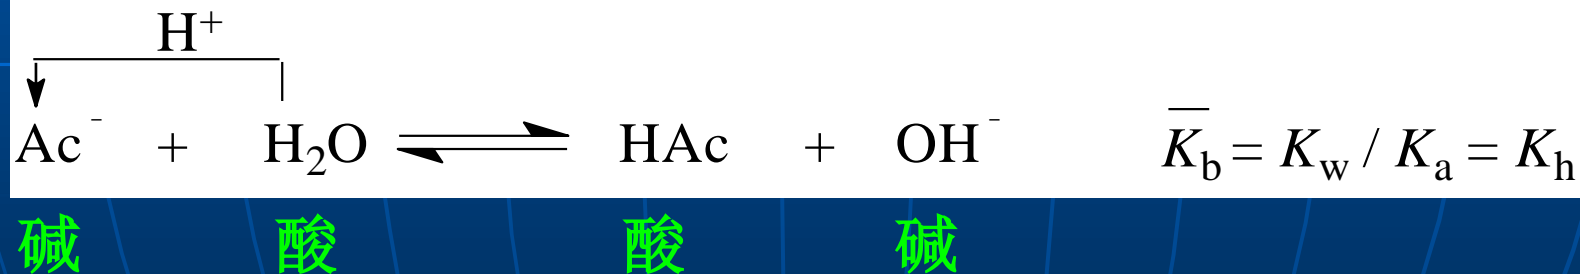 H⁺
Ac⁻ + H₂O ⇌ HAc + OH⁻ K̅b = Kw / Ka = Kh
碱 酸 酸 碱